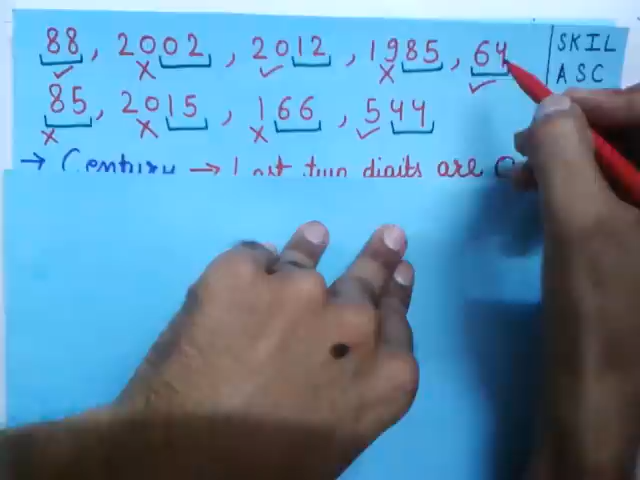 88, 2002, 2012, 1985, 64
85, 2015, 166, 544
→ Century → Last two digits are
SKIL
ASC